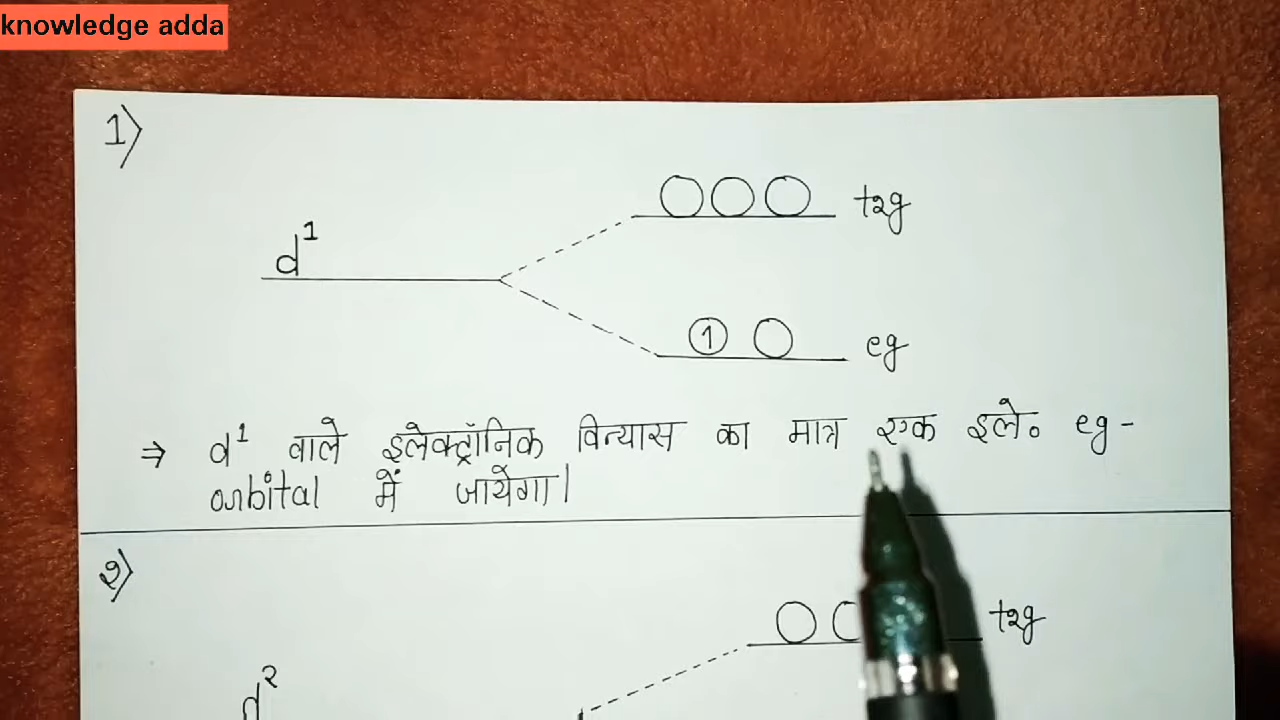 knowledge adda
1)
t2g
d¹
1 eg
⇒ d¹ वाले इलेक्ट्रॉनिक विन्यास का मात्र एक इले० eg-
orbital में जायेगा।
2)
t2g
d²